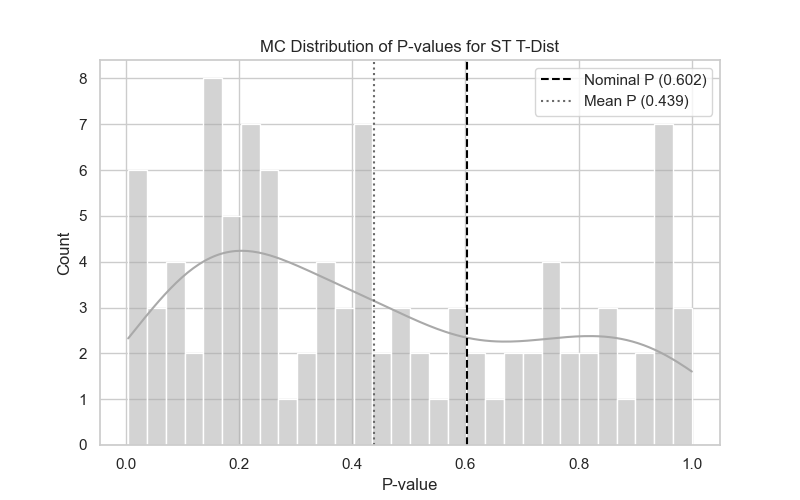 MC Distribution of P-values for ST T-Dist
Nominal P (0.602)
Mean P (0.439)
8
7
6
5
4
3
2
1
0
Count
0.0 0.2 0.4 0.6 0.8 1.0
P-value